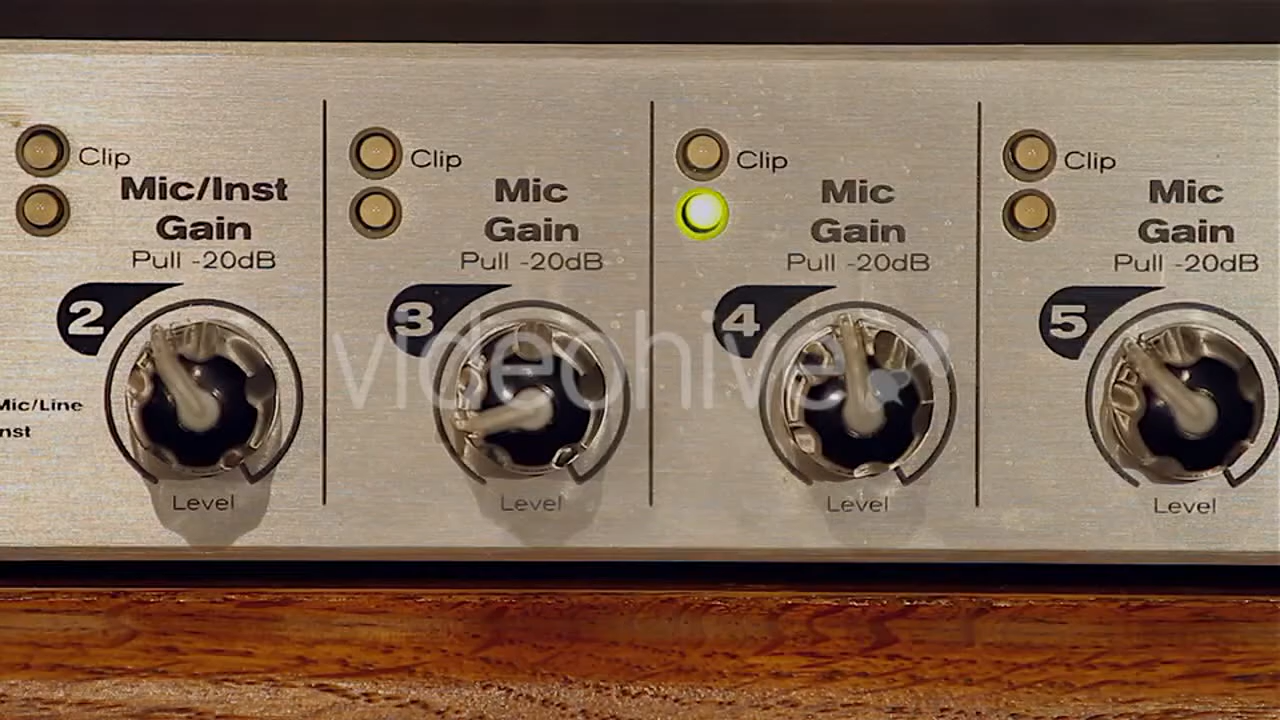 Clip
Mic/Inst
Gain
Pull -20dB
2
Mic/Line
nst
Level
Clip
Mic
Gain
Pull -20dB
3
Level
Clip
Mic
Gain
Pull -20dB
4
Level
Clip
Mic
Gain
Pull -20dB
5
Level
videohive